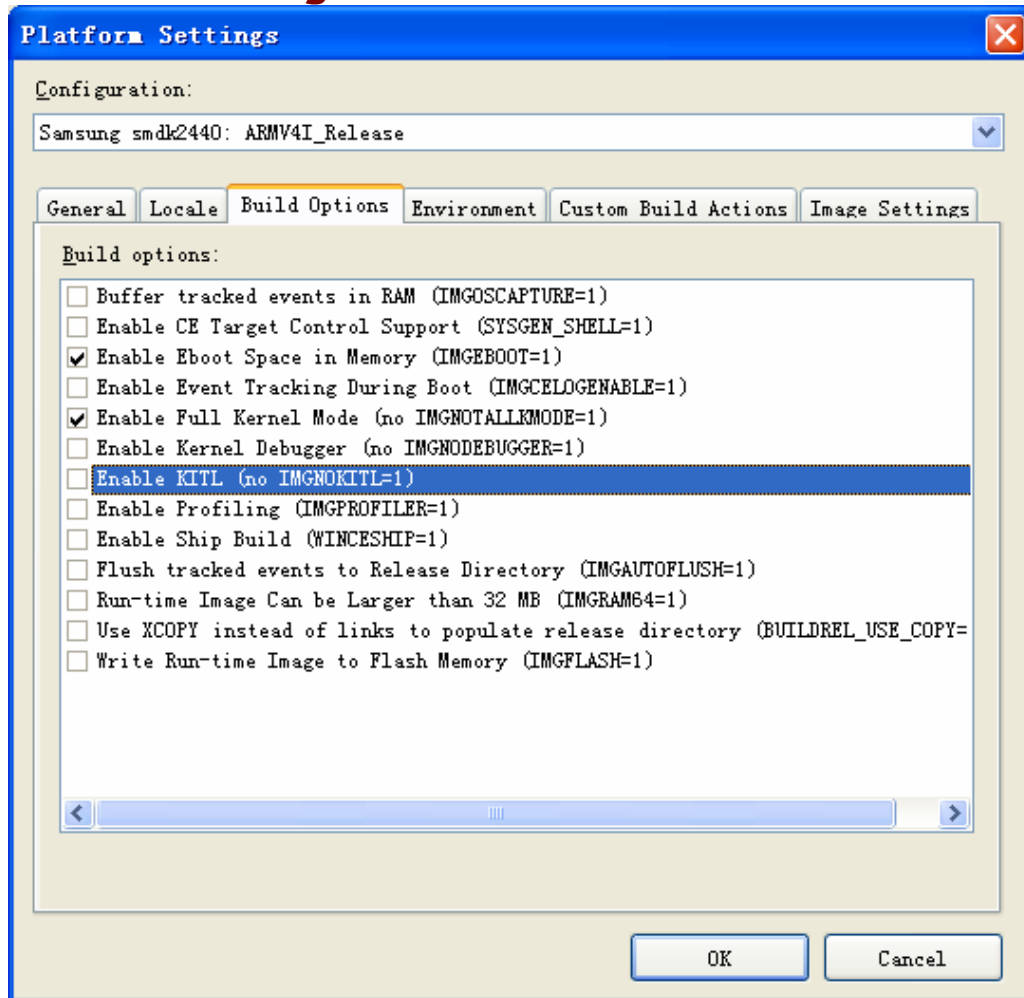 Platform Settings
Configuration:
Samsung smdk2440: ARMV4I_Release
General Locale Build Options Environment Custom Build Actions Image Settings
Build options:
Buffer tracked events in RAM (IMGOSCAPTURE=1)
Enable CE Target Control Support (SYSGEN_SHELL=1)
Enable Eboot Space in Memory (IMGEBOOT=1)
Enable Event Tracking During Boot (IMGCELOGENABLE=1)
Enable Full Kernel Mode (no IMGNOTALLKMODE=1)
Enable Kernel Debugger (no IMGNODEBUGGER=1)
Enable KITL (no IMGNOKITL=1)
Enable Profiling (IMGPROFILER=1)
Enable Ship Build (WINCESHIP=1)
Flush tracked events to Release Directory (IMGAUTOFLUSH=1)
Run-time Image Can be Larger than 32 MB (IMGRAM64=1)
Use XCOPY instead of links to populate release directory (BUILDREL_USE_COPY=
Write Run-time Image to Flash Memory (IMGFLASH=1)
OK Cancel